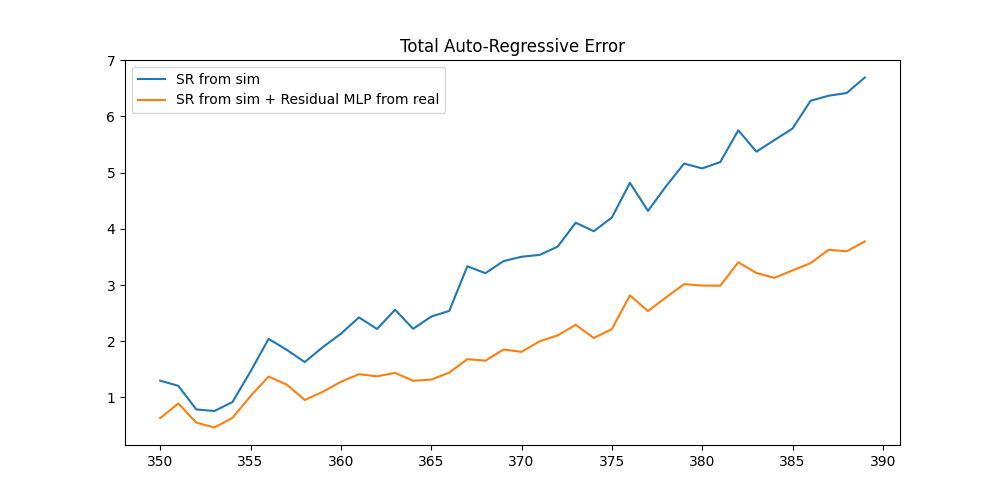 Total Auto-Regressive Error
SR from sim
SR from sim + Residual MLP from real
7
6
5
4
3
2
1
350 355 360 365 370 375 380 385 390